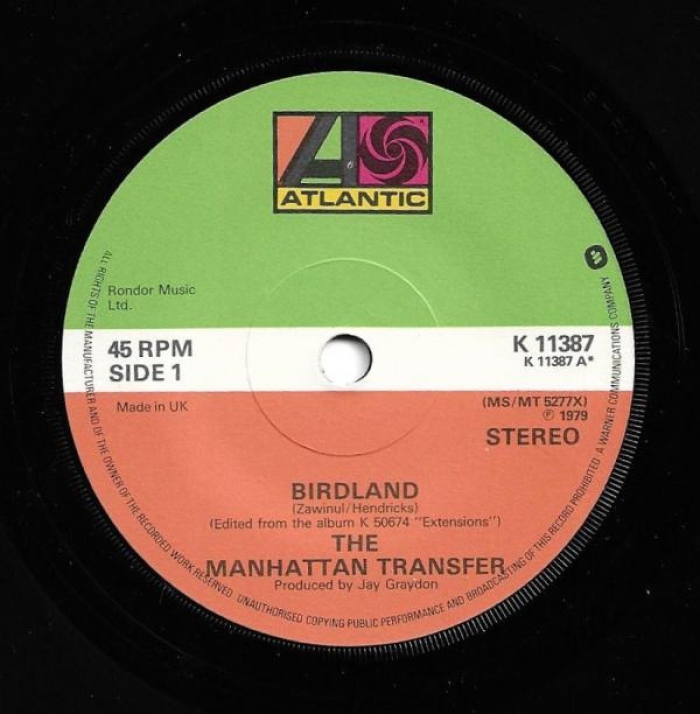 ATLANTIC
Rondor Music
Ltd.
45 RPM
SIDE 1
K 11387
K 11387 A*
Made in UK
(MS/MT 5277X)
℗ 1979
STEREO
BIRDLAND
(Zawinul/Hendricks)
(Edited from the album K 50674 "Extensions")
THE
MANHATTAN TRANSFER
Produced by Jay Graydon
ALL RIGHTS OF THE MANUFACTURER AND OF THE OWNER OF THE RECORDED WORK RESERVED. UNAUTHORISED COPYING PUBLIC PERFORMANCE AND BROADCASTING OF THIS RECORD PROHIBITED. A WARNER COMMUNICATIONS COMPANY